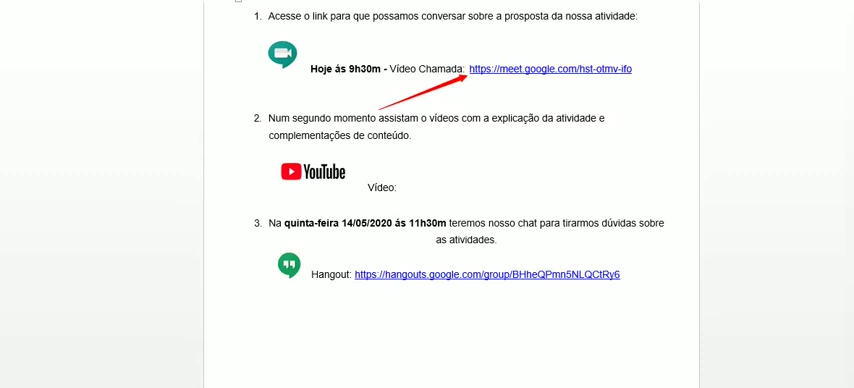 1. Acesse o link para que possamos conversar sobre a prosposta da nossa atividade:
Hoje ás 9h30m - Vídeo Chamada: https://meet.google.com/hst-otmv-ifo
2. Num segundo momento assistam o vídeos com a explicação da atividade e
complementações de conteúdo.
YouTube
Vídeo:
3. Na quinta-feira 14/05/2020 ás 11h30m teremos nosso chat para tirarmos dúvidas sobre
as atividades.
Hangout: https://hangouts.google.com/group/BHheQPmn5NLQCtRy6